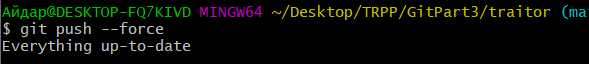 Айдар@DESKTOP-FQ7KIVD MINGW64 ~/Desktop/TRPP/GitPart3/traitor (ma
$ git push --force
Everything up-to-date